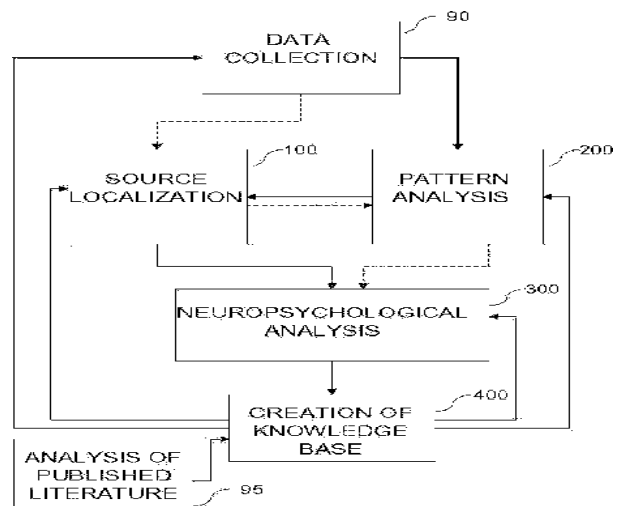 90
DATA
COLLECTION
100
SOURCE
LOCALIZATION
200
PATTERN
ANALYSIS
300
NEUROPSYCHOLOGICAL
ANALYSIS
400
CREATION OF
KNOWLEDGE
BASE
ANALYSIS OF
PUBLISHED
LITERATURE
95